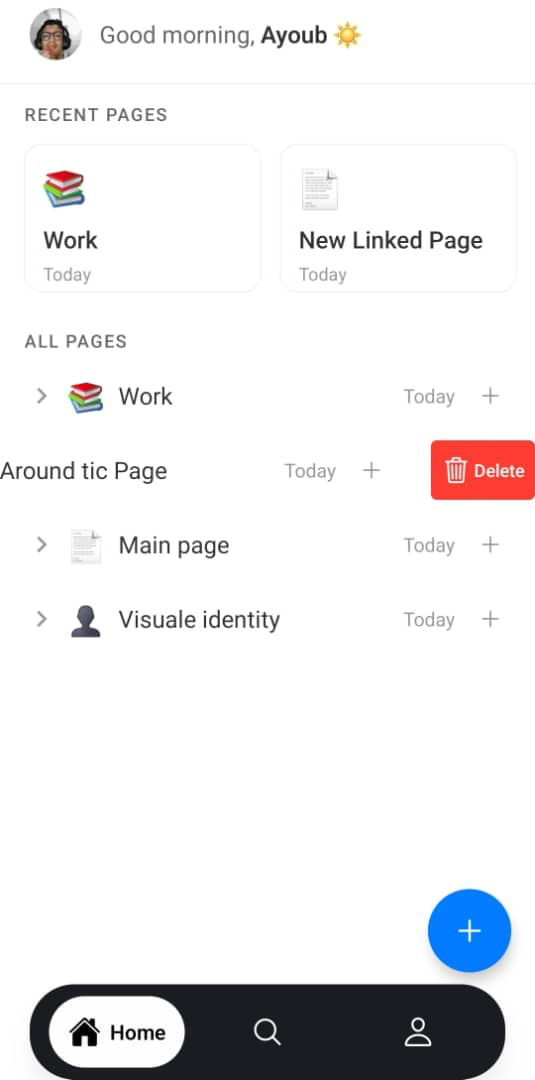 Good morning, Ayoub ☀️
RECENT PAGES
Work
Today
New Linked Page
Today
ALL PAGES
Work Today +
Around tic Page Today + Delete
Main page Today +
Visuale identity Today +
+
Home